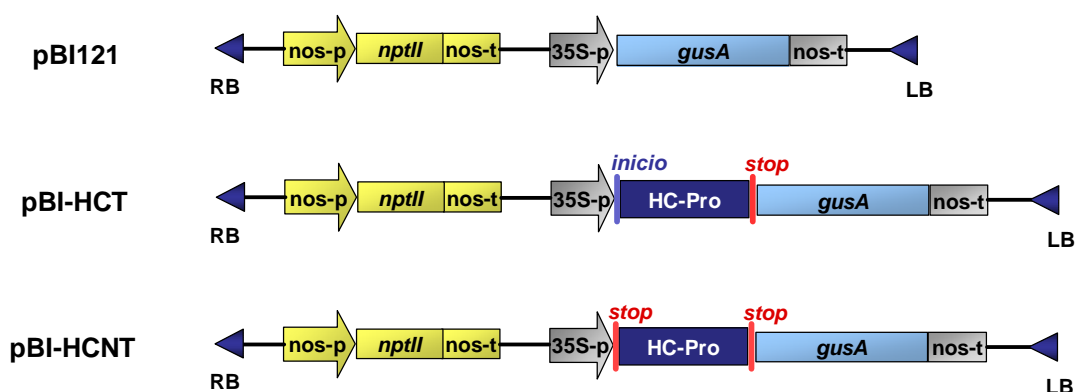 pBI121
nos-p nptII nos-t 35S-p gusA nos-t
RB LB
inicio stop
pBI-HCT
nos-p nptII nos-t 35S-p HC-Pro gusA nos-t
RB LB
stop stop
pBI-HCNT
nos-p nptII nos-t 35S-p HC-Pro gusA nos-t
RB LB